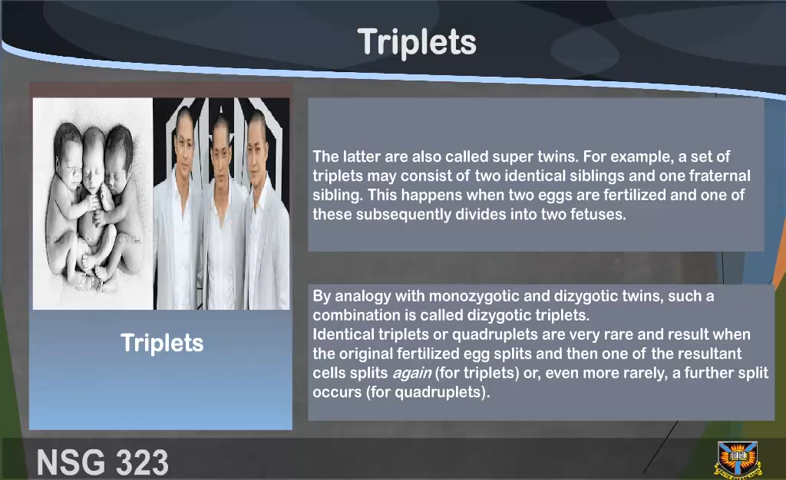 Triplets
The latter are also called super twins. For example, a set of
triplets may consist of two identical siblings and one fraternal
sibling. This happens when two eggs are fertilized and one of
these subsequently divides into two fetuses.
By analogy with monozygotic and dizygotic twins, such a
combination is called dizygotic triplets.
Identical triplets or quadruplets are very rare and result when
the original fertilized egg splits and then one of the resultant
cells splits again (for triplets) or, even more rarely, a further split
occurs (for quadruplets).
Triplets
NSG 323